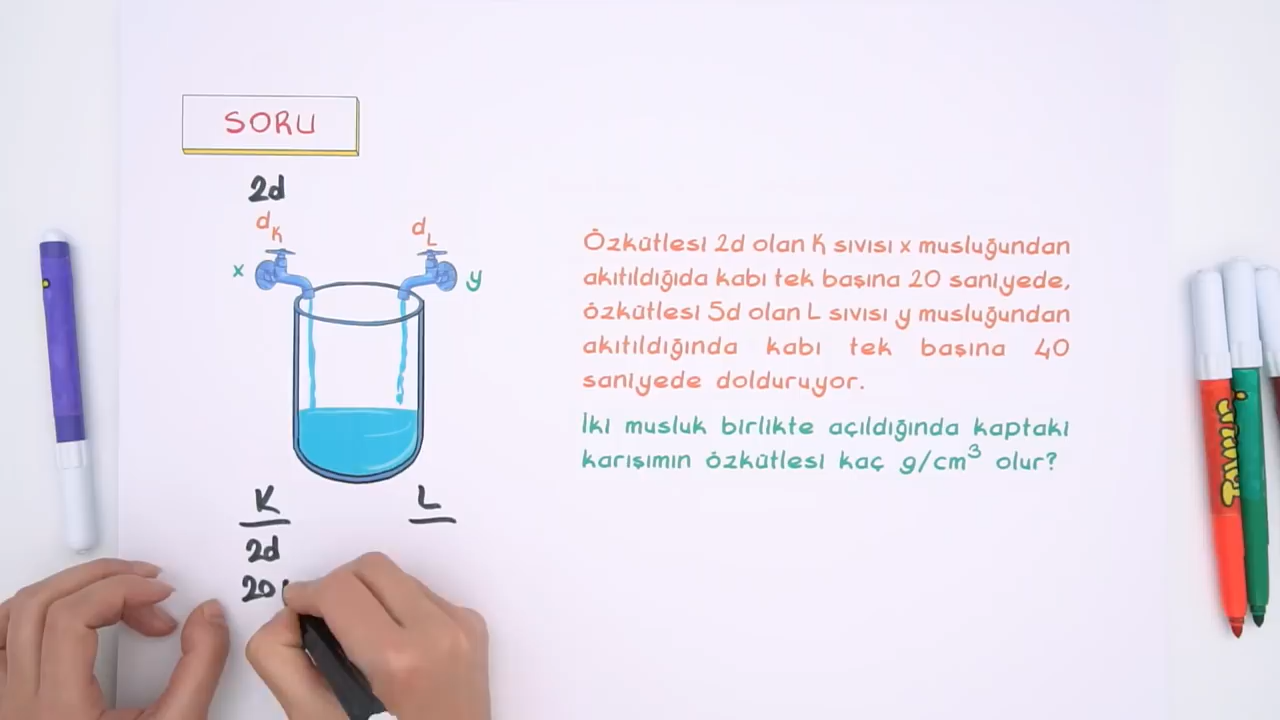 SORU
2d
dK
dL
x
y
Özkütlesi 2d olan K sıvısı x musluğundan
akıtıldığıda kabı tek başına 20 saniyede,
özkütlesi 5d olan L sıvısı y musluğundan
akıtıldığında kabı tek başına 40
saniyede dolduruyor.
İki musluk birlikte açıldığında kaptaki
karışımın özkütlesi kaç g/cm³ olur?
K
L
2d
20